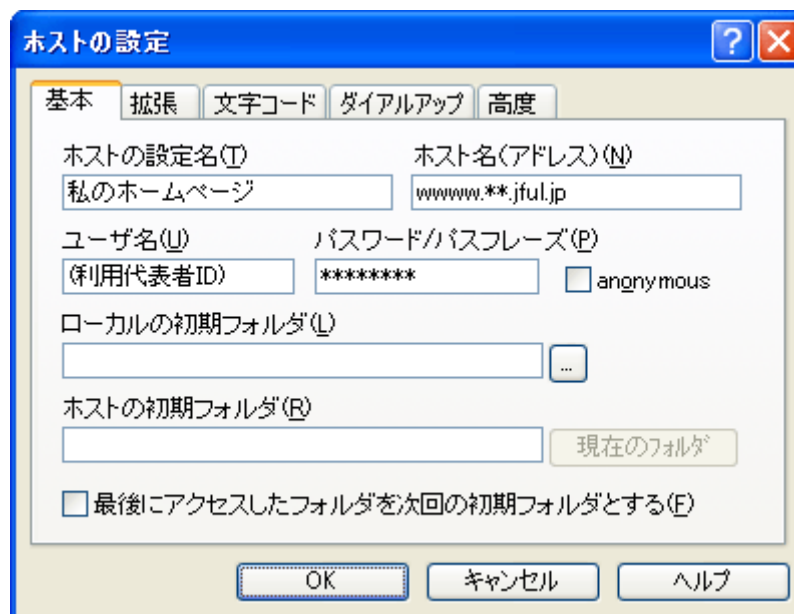 ホストの設定
基本 拡張 文字コード ダイアルアップ 高度
ホストの設定名(T) ホスト名(アドレス)(N)
私のホームページ wwww.**.jful.jp
ユーザ名(U) パスワード/パスフレーズ(P)
(利用代表者ID) ******** anonymous
ローカルの初期フォルダ(L)
...
ホストの初期フォルダ(R)
現在のフォルダ
最後にアクセスしたフォルダを次回の初期フォルダとする(F)
OK キャンセル ヘルプ